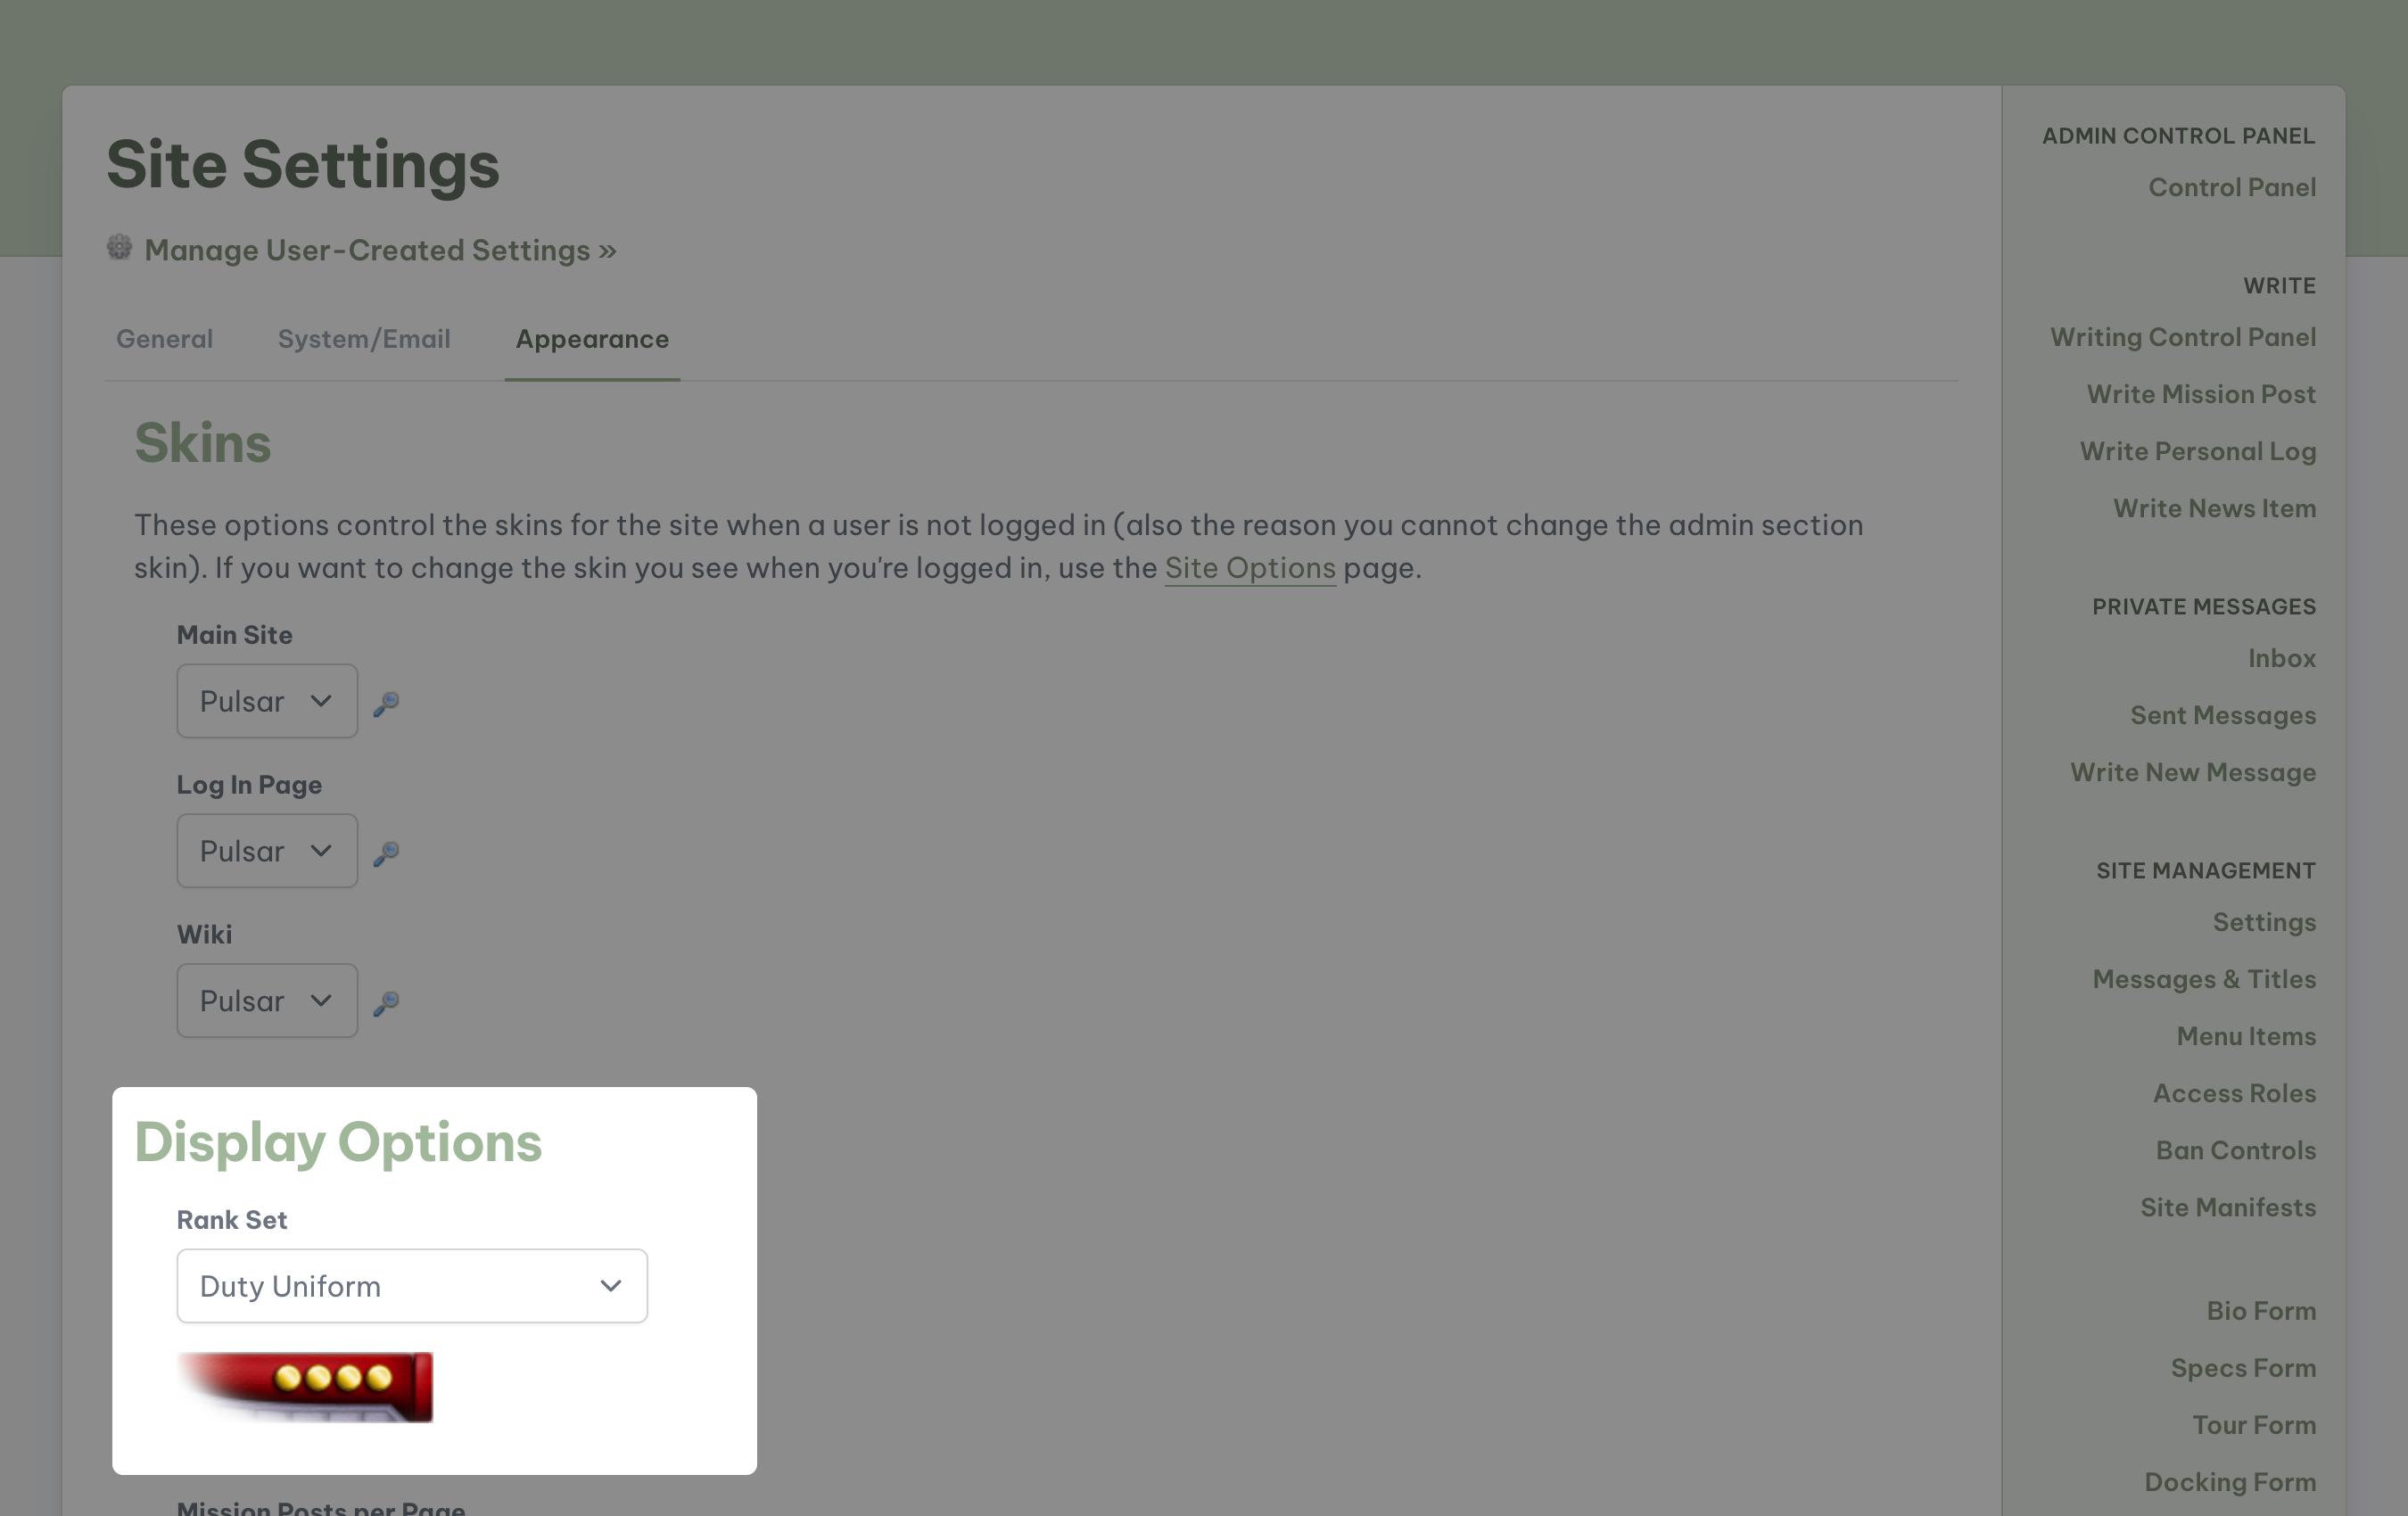 Site Settings
Manage User-Created Settings »
General
System/Email
Appearance
Skins
These options control the skins for the site when a user is not logged in (also the reason you cannot change the admin section
skin). If you want to change the skin you see when you're logged in, use the Site Options page.
Main Site
Pulsar
Log In Page
Pulsar
Wiki
Pulsar
Display Options
Rank Set
Duty Uniform
Mission Posts per Page
ADMIN CONTROL PANEL
Control Panel
WRITE
Writing Control Panel
Write Mission Post
Write Personal Log
Write News Item
PRIVATE MESSAGES
Inbox
Sent Messages
Write New Message
SITE MANAGEMENT
Settings
Messages & Titles
Menu Items
Access Roles
Ban Controls
Site Manifests
Bio Form
Specs Form
Tour Form
Docking Form